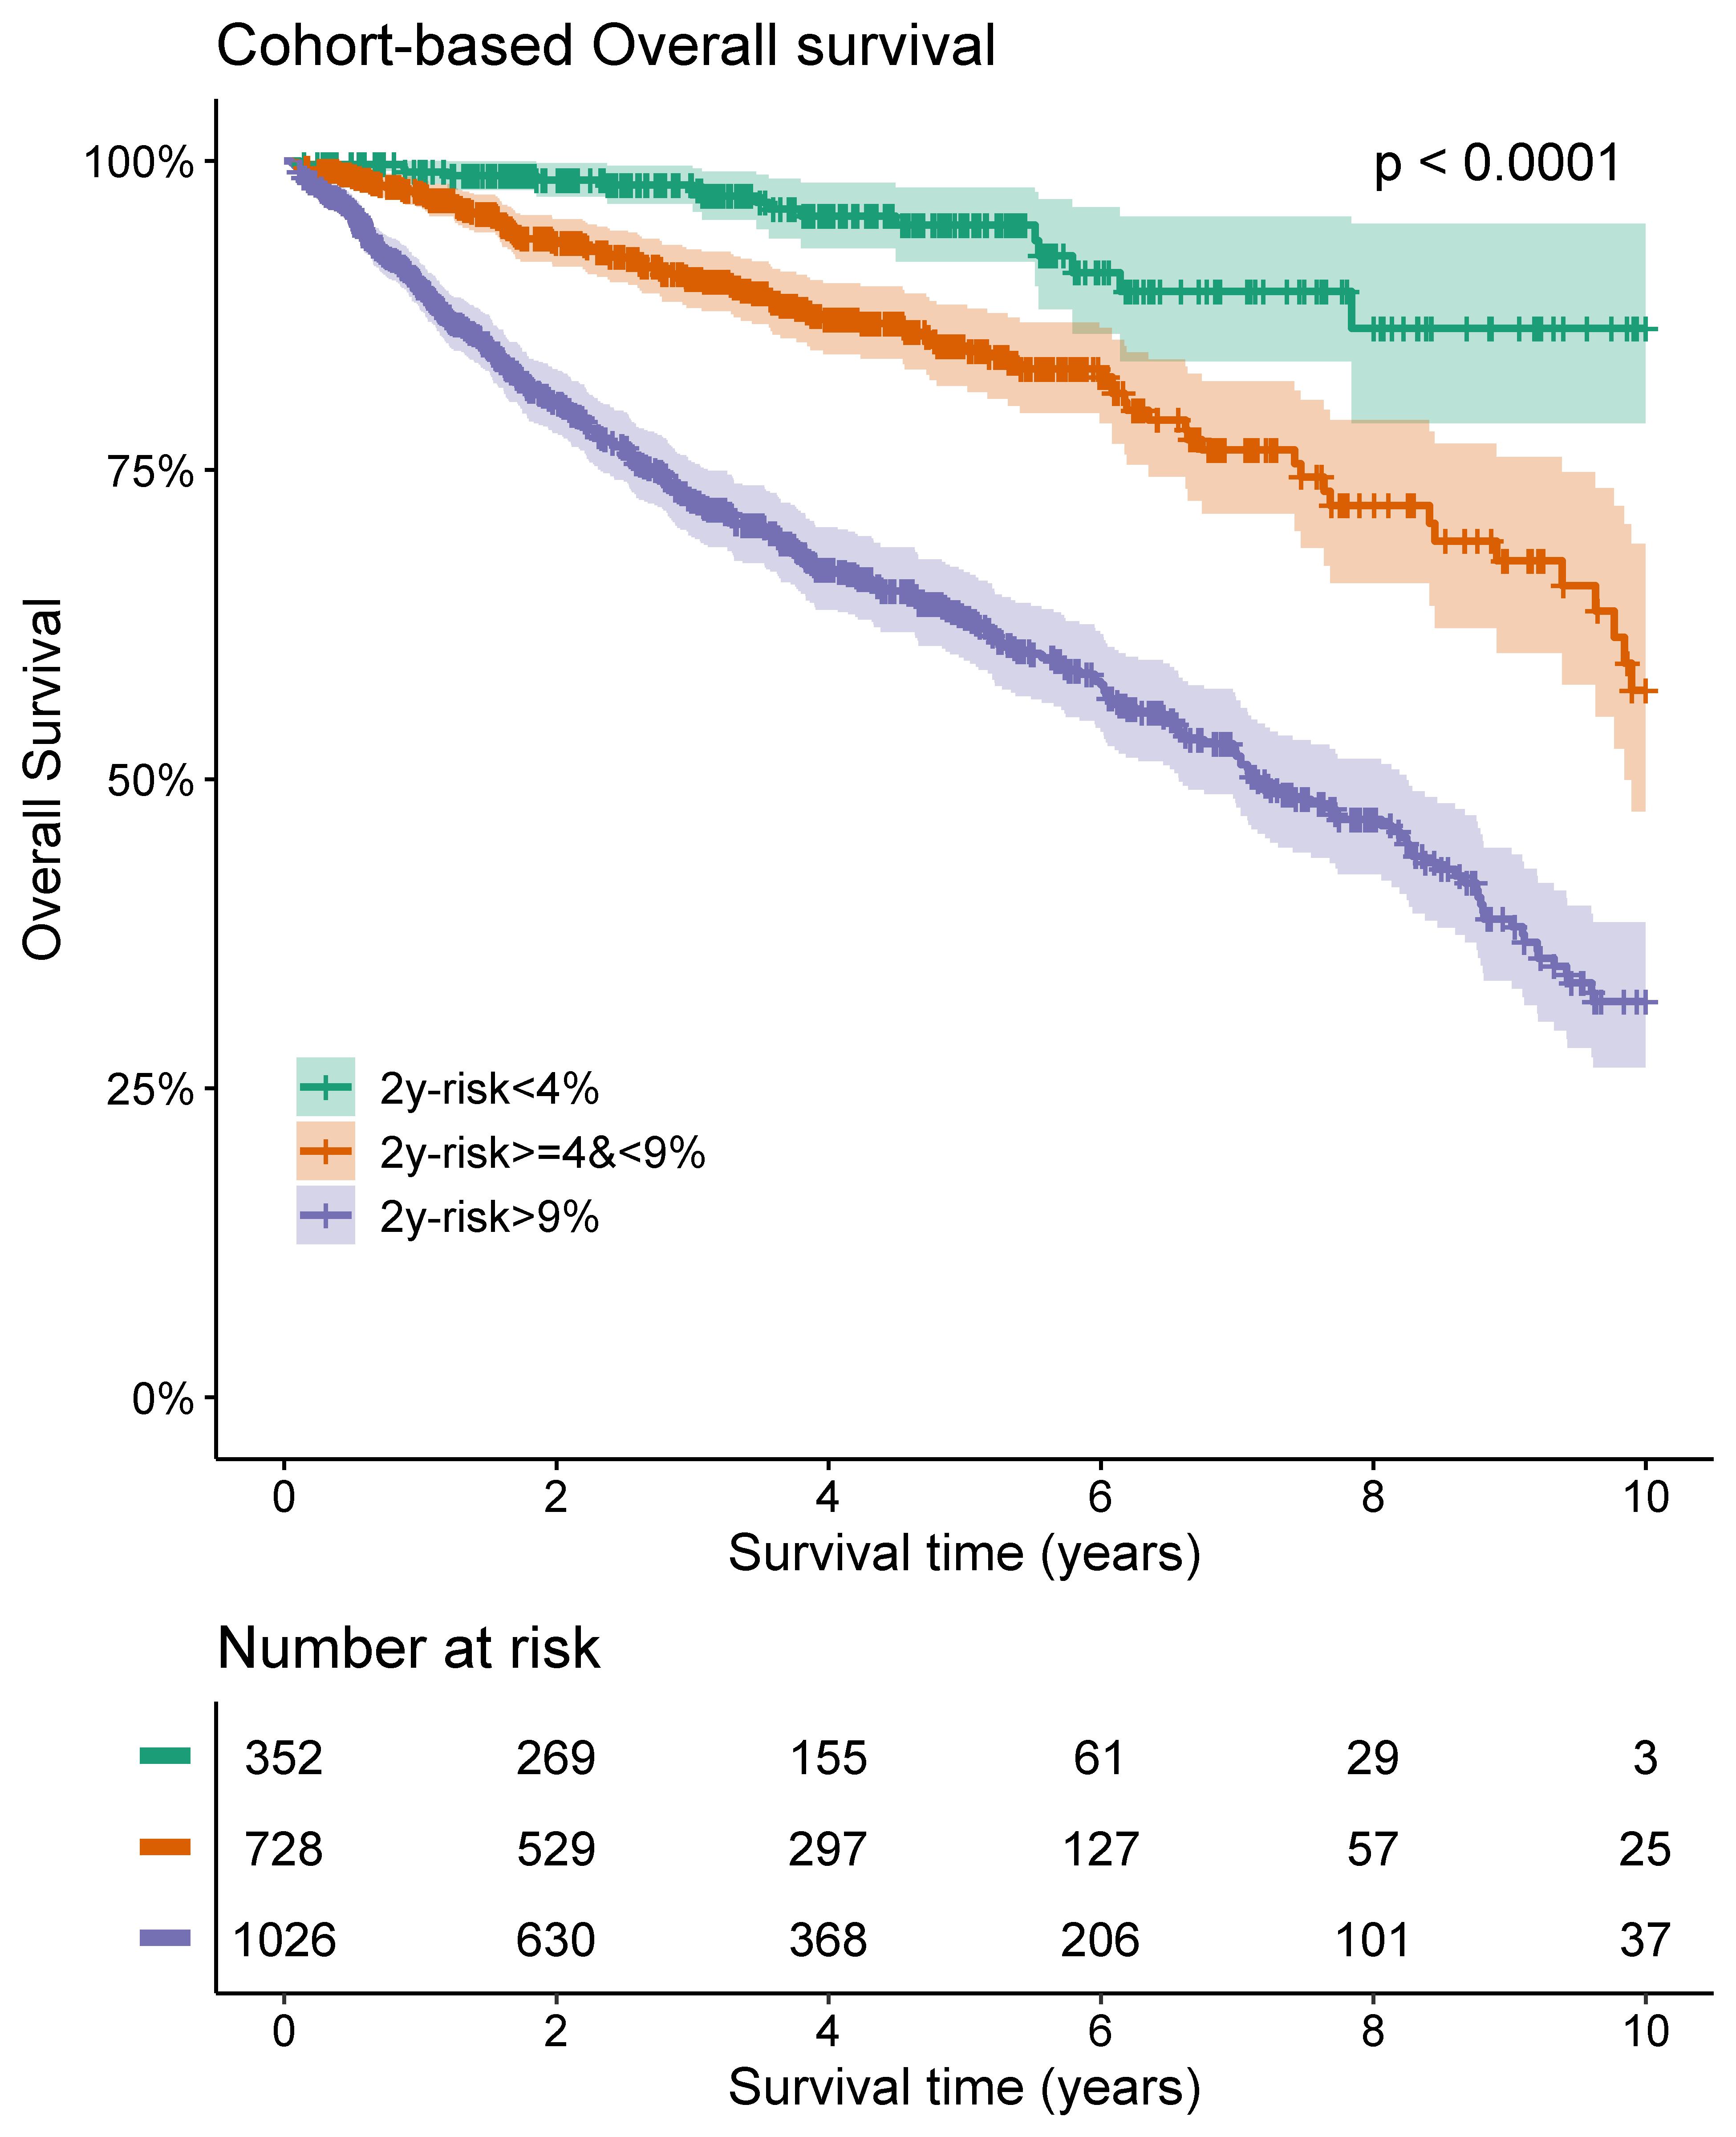 Cohort-based Overall survival
p < 0.0001
100%
75%
50%
25%
0%
Overall Survival
2y-risk<4%
2y-risk>=4&<9%
2y-risk>9%
0 2 4 6 8 10
Survival time (years)
Number at risk
352 269 155 61 29 3
728 529 297 127 57 25
1026 630 368 206 101 37
0 2 4 6 8 10
Survival time (years)